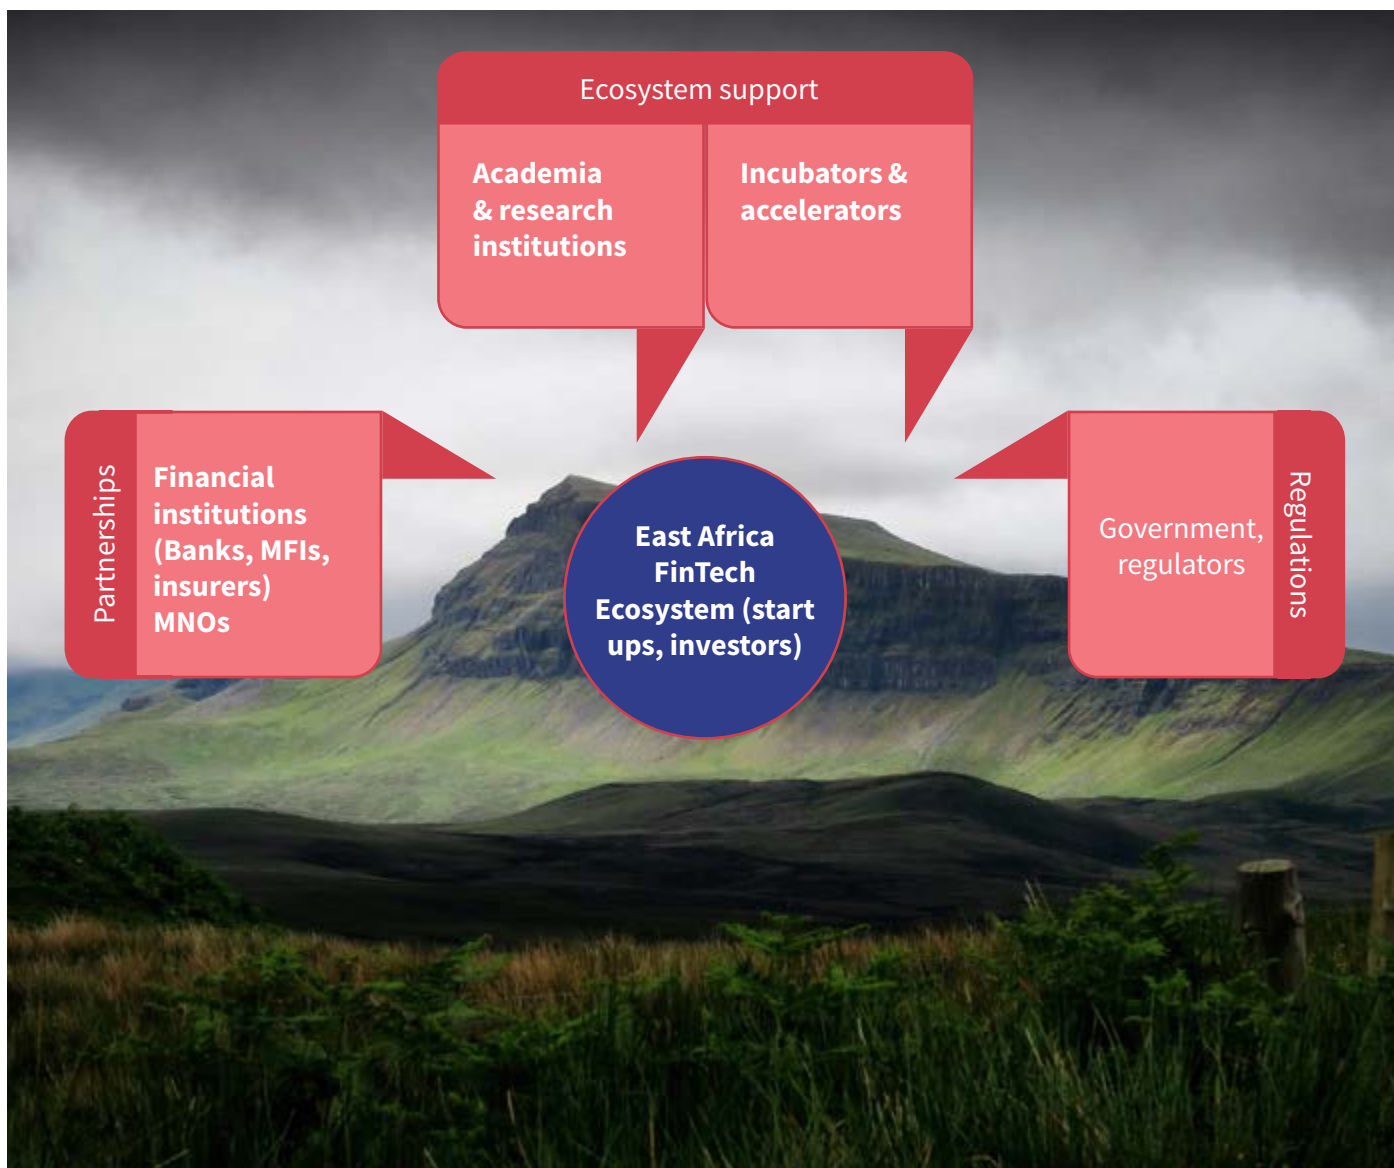 Ecosystem support
Academia
& research
institutions
Incubators &
accelerators
Partnerships
Financial
institutions
(Banks, MFIs,
insurers)
MNOs
East Africa
FinTech
Ecosystem (start
ups, investors)
Government,
regulators
Regulations